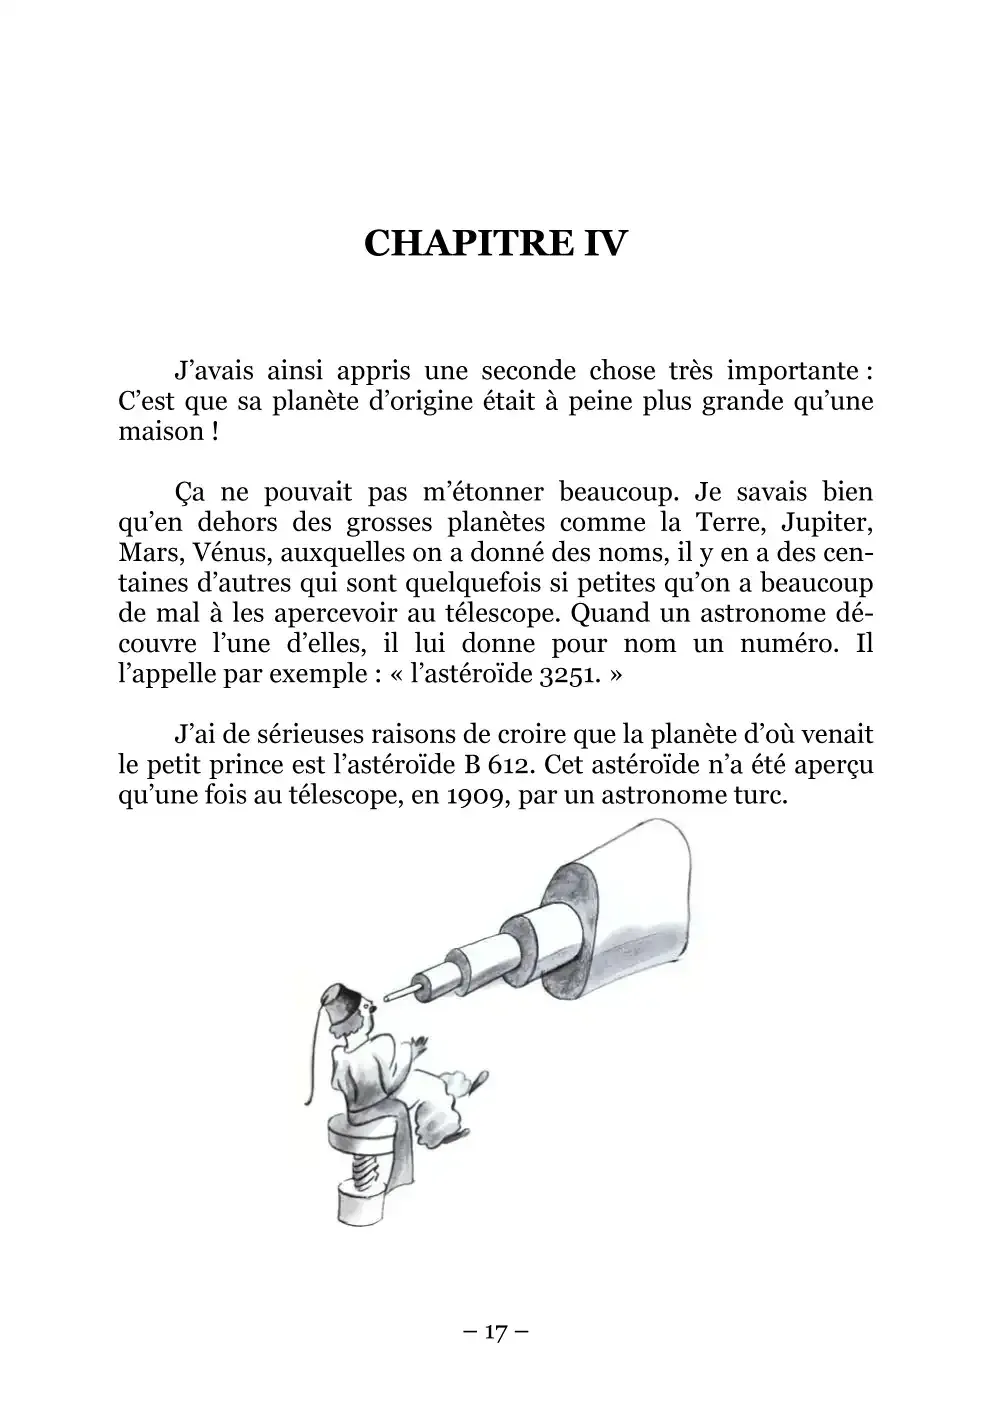 CHAPITRE IV
J’avais ainsi appris une seconde chose très importante :
C’est que sa planète d’origine était à peine plus grande qu’une
maison !
Ça ne pouvait pas m’étonner beaucoup. Je savais bien
qu’en dehors des grosses planètes comme la Terre, Jupiter,
Mars, Vénus, auxquelles on a donné des noms, il y en a des cen-
taines d’autres qui sont quelquefois si petites qu’on a beaucoup
de mal à les apercevoir au télescope. Quand un astronome dé-
couvre l’une d’elles, il lui donne pour nom un numéro. Il
l’appelle par exemple : « l’astéroïde 3251. »
J’ai de sérieuses raisons de croire que la planète d’où venait
le petit prince est l’astéroïde B 612. Cet astéroïde n’a été aperçu
qu’une fois au télescope, en 1909, par un astronome turc.
– 17 –